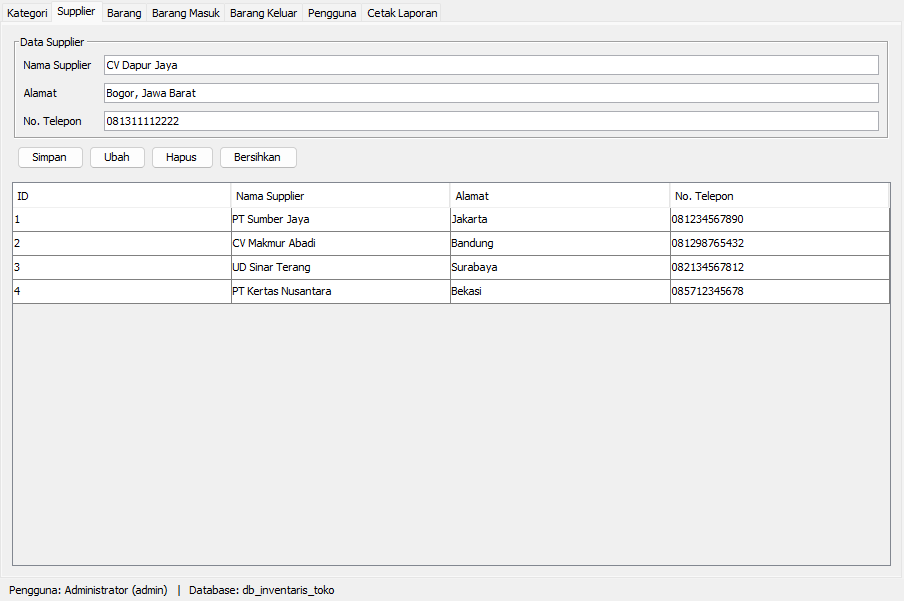 Kategori Supplier Barang Barang Masuk Barang Keluar Pengguna Cetak Laporan
Data Supplier
Nama Supplier CV Dapur Jaya
Alamat Bogor, Jawa Barat
No. Telepon 081311112222
Simpan Ubah Hapus Bersihkan
ID Nama Supplier Alamat No. Telepon
1 PT Sumber Jaya Jakarta 081234567890
2 CV Makmur Abadi Bandung 081298765432
3 UD Sinar Terang Surabaya 082134567812
4 PT Kertas Nusantara Bekasi 085712345678
Pengguna: Administrator (admin) | Database: db_inventaris_toko